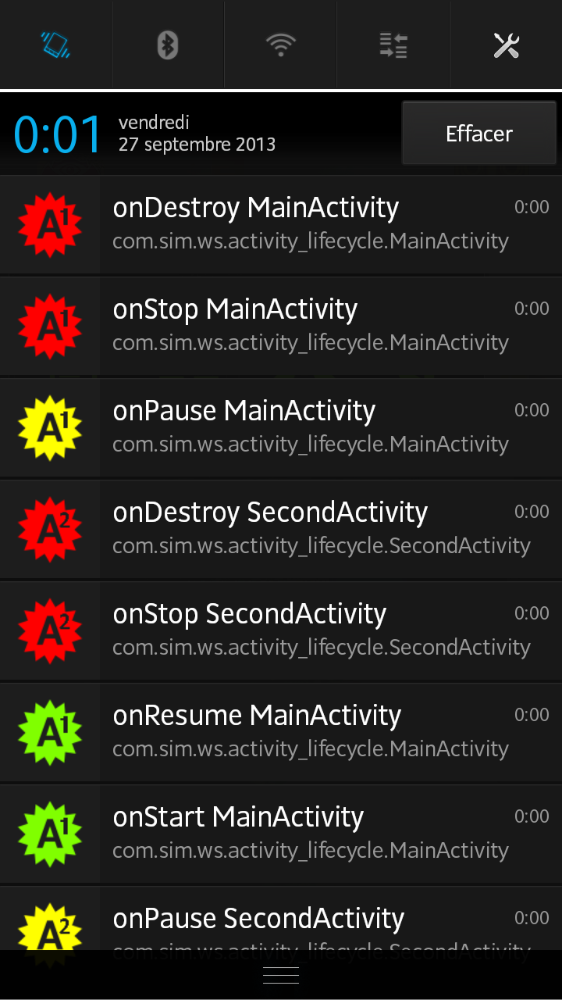 0:01
vendredi
27 septembre 2013
Effacer
A1
onDestroy MainActivity
0:00
com.sim.ws.activity_lifecycle.MainActivity
A1
onStop MainActivity
0:00
com.sim.ws.activity_lifecycle.MainActivity
A1
onPause MainActivity
0:00
com.sim.ws.activity_lifecycle.MainActivity
A2
onDestroy SecondActivity
0:00
com.sim.ws.activity_lifecycle.SecondActivity
A2
onStop SecondActivity
0:00
com.sim.ws.activity_lifecycle.SecondActivity
A1
onResume MainActivity
0:00
com.sim.ws.activity_lifecycle.MainActivity
A1
onStart MainActivity
0:00
com.sim.ws.activity_lifecycle.MainActivity
A2
onPause SecondActivity
0:00
com.sim.ws.activity_lifecycle.SecondActivity